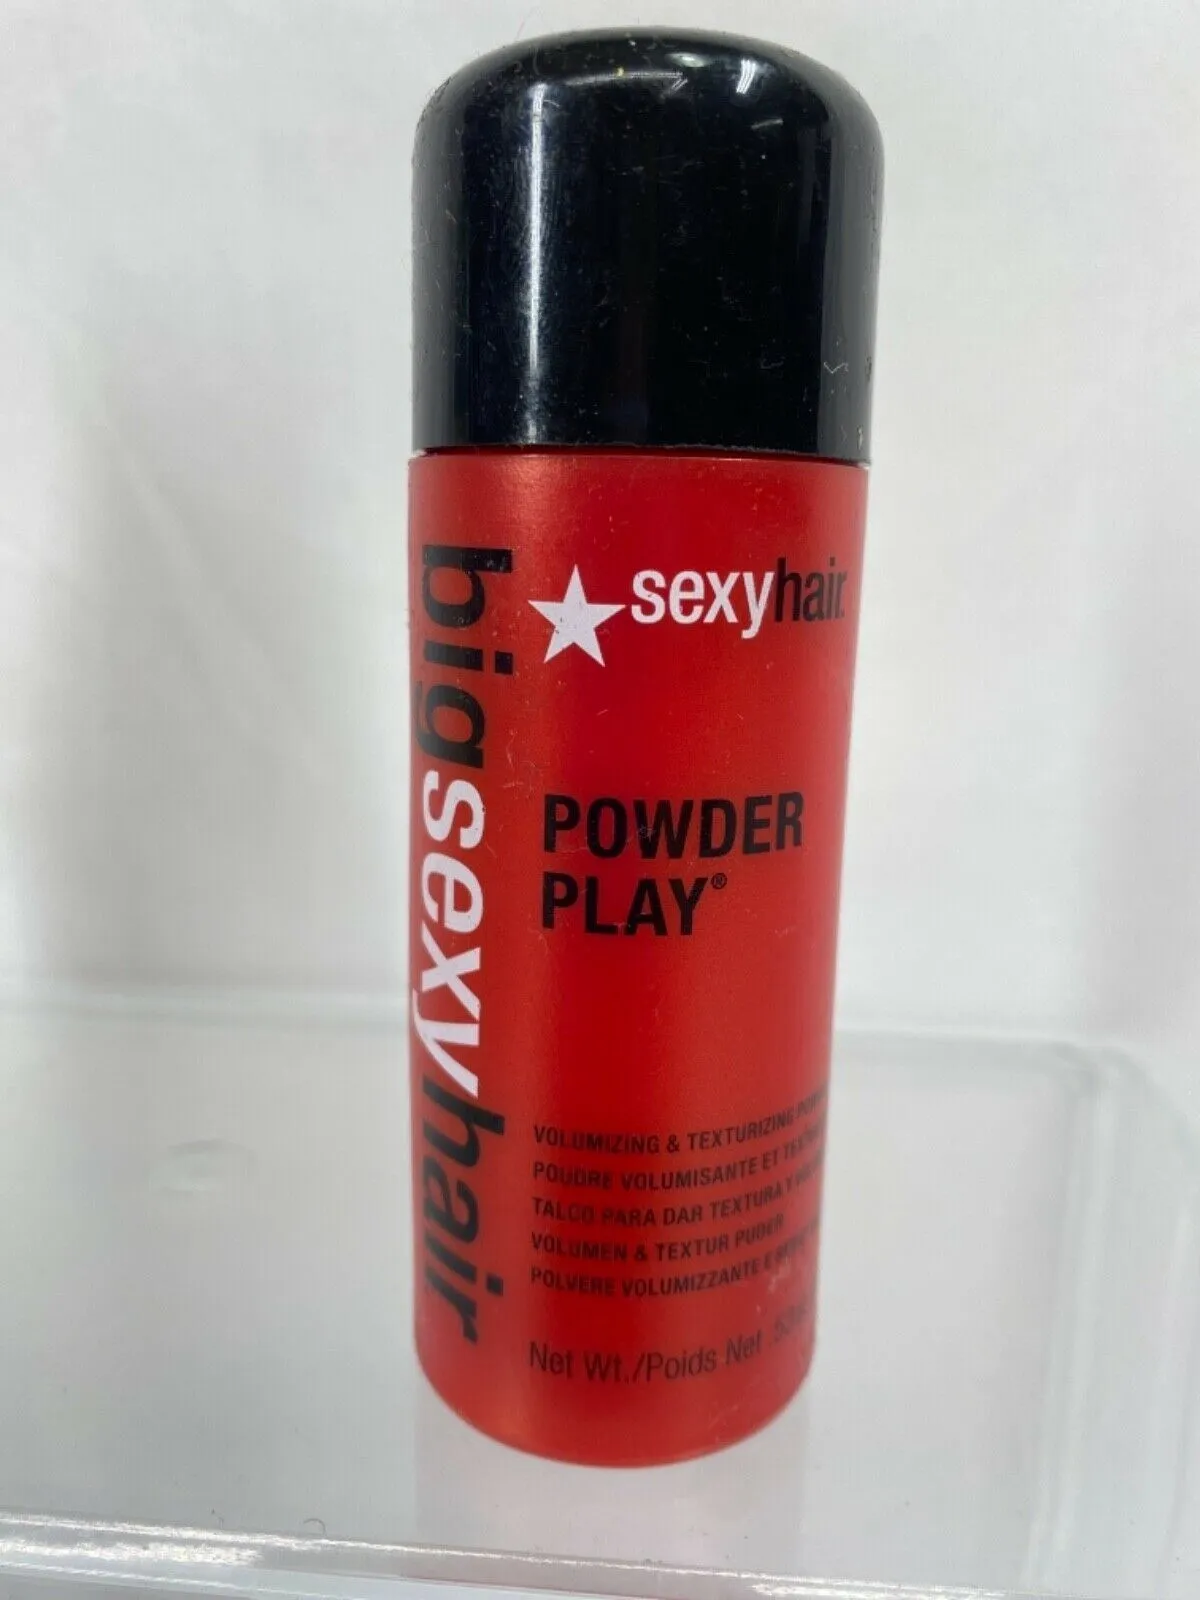 sexyhair.
bigsexyhair
POWDER
PLAY®
VOLUMIZING & TEXTURIZING
POUDRE VOLUMISANTE ET
TALCO PARA DAR TEXTURA Y
VOLUMEN & TEXTUR PUDER
POLVERE VOLUMIZZANTE E
Net Wt./Poids Net